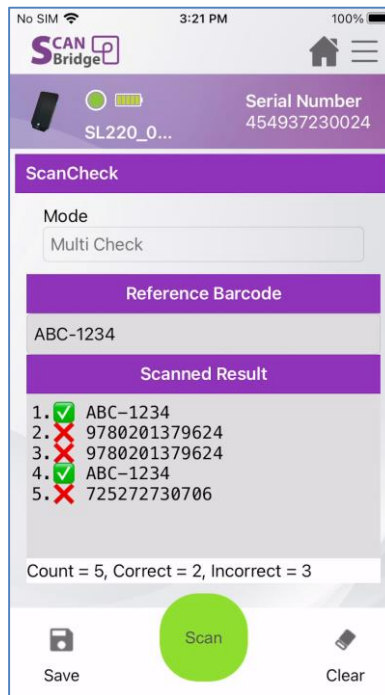 No SIM 3:21 PM 100%
SCAN
Bridge
SL220_0...
Serial Number
454937230024
ScanCheck
Mode
Multi Check
Reference Barcode
ABC-1234
Scanned Result
1.✅ ABC-1234
2.❌ 9780201379624
3.❌ 9780201379624
4.✅ ABC-1234
5.❌ 725272730706
Count = 5, Correct = 2, Incorrect = 3
Scan
Save
Clear